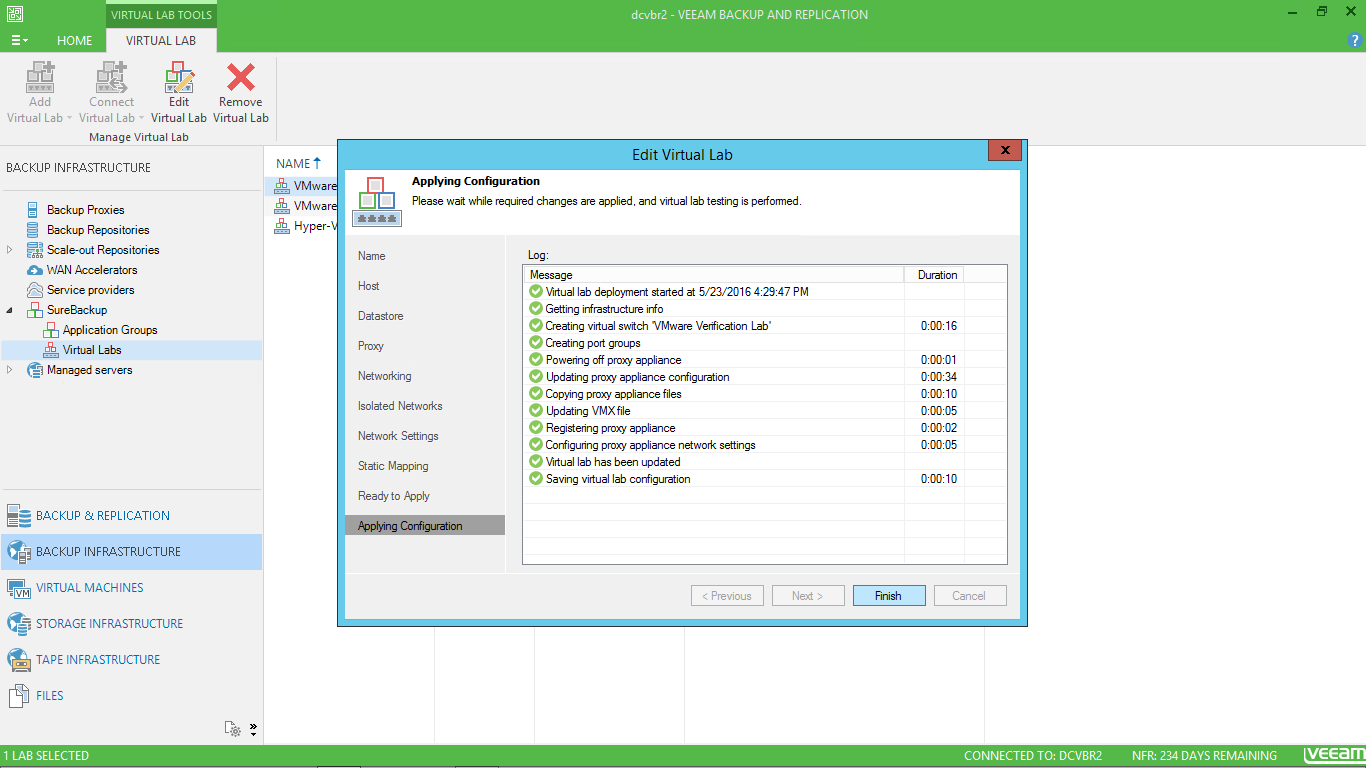 VIRTUAL LAB TOOLS
dcvbr2 - VEEAM BACKUP AND REPLICATION
HOME
VIRTUAL LAB
?
Add
Virtual Lab
Connect
Virtual Lab
Edit
Virtual Lab
Remove
Virtual Lab
Manage Virtual Lab
BACKUP INFRASTRUCTURE
Backup Proxies
Backup Repositories
Scale-out Repositories
WAN Accelerators
Service providers
SureBackup
Application Groups
Virtual Labs
Managed servers
BACKUP & REPLICATION
BACKUP INFRASTRUCTURE
VM
VIRTUAL MACHINES
STORAGE INFRASTRUCTURE
TAPE INFRASTRUCTURE
FILES
NAME
VMware
VMware
Hyper-V
Edit Virtual Lab
x
Applying Configuration
Please wait while required changes are applied, and virtual lab testing is performed.
Name
Host
Datastore
Proxy
Networking
Isolated Networks
Network Settings
Static Mapping
Ready to Apply
Applying Configuration
Log:
Message Duration
Virtual lab deployment started at 5/23/2016 4:29:47 PM
Getting infrastructure info
Creating virtual switch 'VMware Verification Lab' 0:00:16
Creating port groups
Powering off proxy appliance 0:00:01
Updating proxy appliance configuration 0:00:34
Copying proxy appliance files 0:00:10
Updating VMX file 0:00:05
Registering proxy appliance 0:00:02
Configuring proxy appliance network settings 0:00:05
Virtual lab has been updated
Saving virtual lab configuration 0:00:10
< Previous
Next >
Finish
Cancel
1 LAB SELECTED
CONNECTED TO: DCVBR2
NFR: 234 DAYS REMAINING
veeam